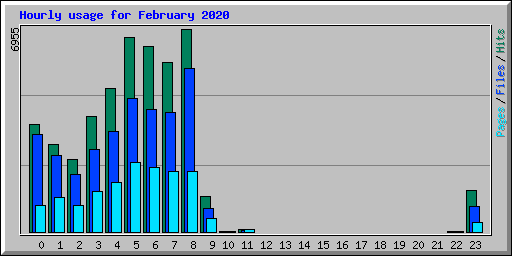 Hourly usage for February 2020
6955
Pages / Files / Hits
0 1 2 3 4 5 6 7 8 9 10 11 12 13 14 15 16 17 18 19 20 21 22 23